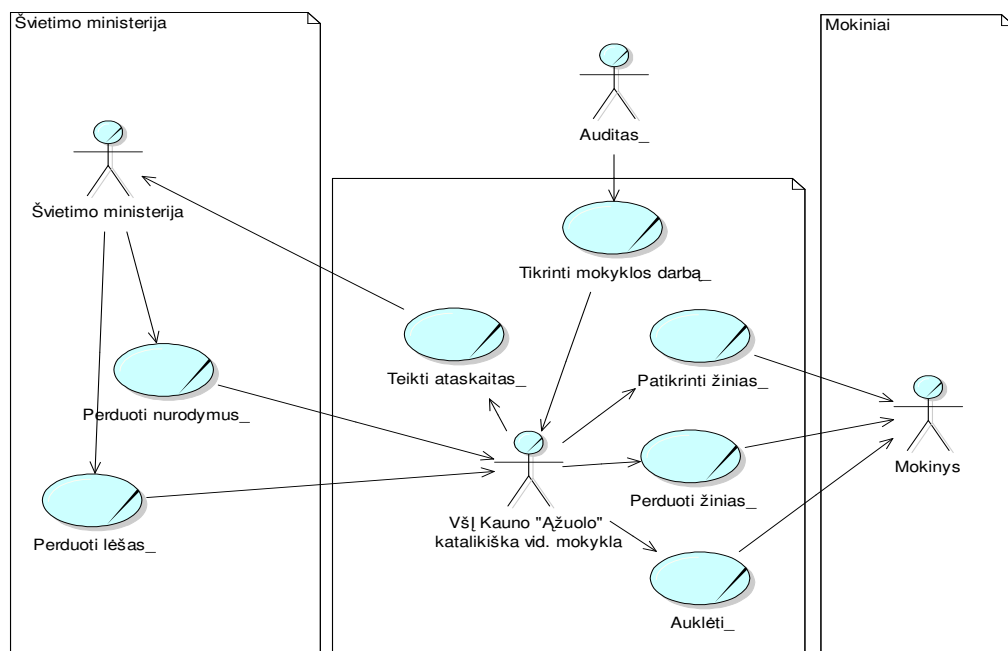 Švietimo ministerija
Mokiniai
Auditas_
Švietimo ministerija
Tikrinti mokyklos darbą_
Teikti ataskaitas_
Patikrinti žinias_
Perduoti nurodymus_
Mokinys
Perduoti žinias_
VšĮ Kauno "Ąžuolo"
katalikiška vid. mokykla
Perduoti lėšas_
Auklėti_